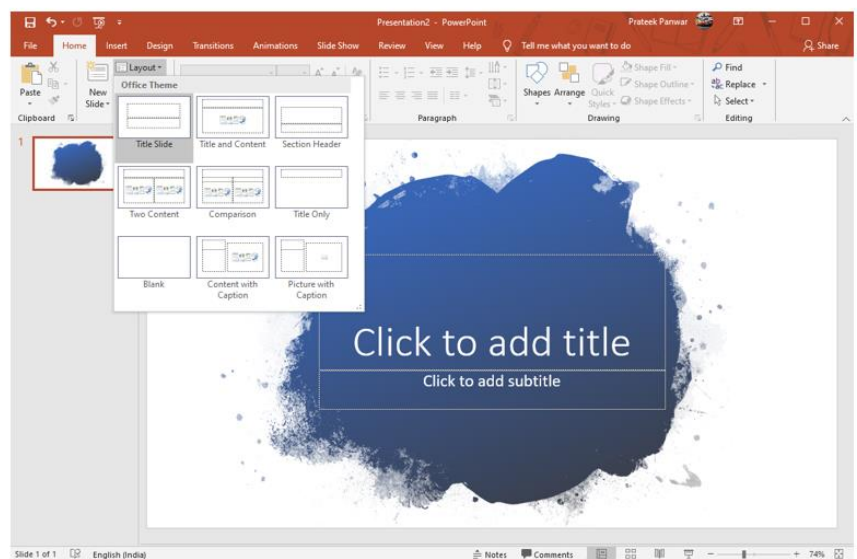 Presentation2 - PowerPoint
Prateek Panwar
File Home Insert Design Transitions Animations Slide Show Review View Help Tell me what you want to do Share
Paste
Clipboard
New
Slide
Layout
Office Theme
Title Slide
Title and Content
Section Header
Two Content
Comparison
Title Only
Blank
Content with
Caption
Picture with
Caption
Paragraph
Shapes
Arrange
Quick
Styles
Shape Fill
Shape Outline
Shape Effects
Drawing
Find
Replace
Select
Editing
1
Click to add title
Click to add subtitle
Slide 1 of 1 English (India) Notes Comments 74%